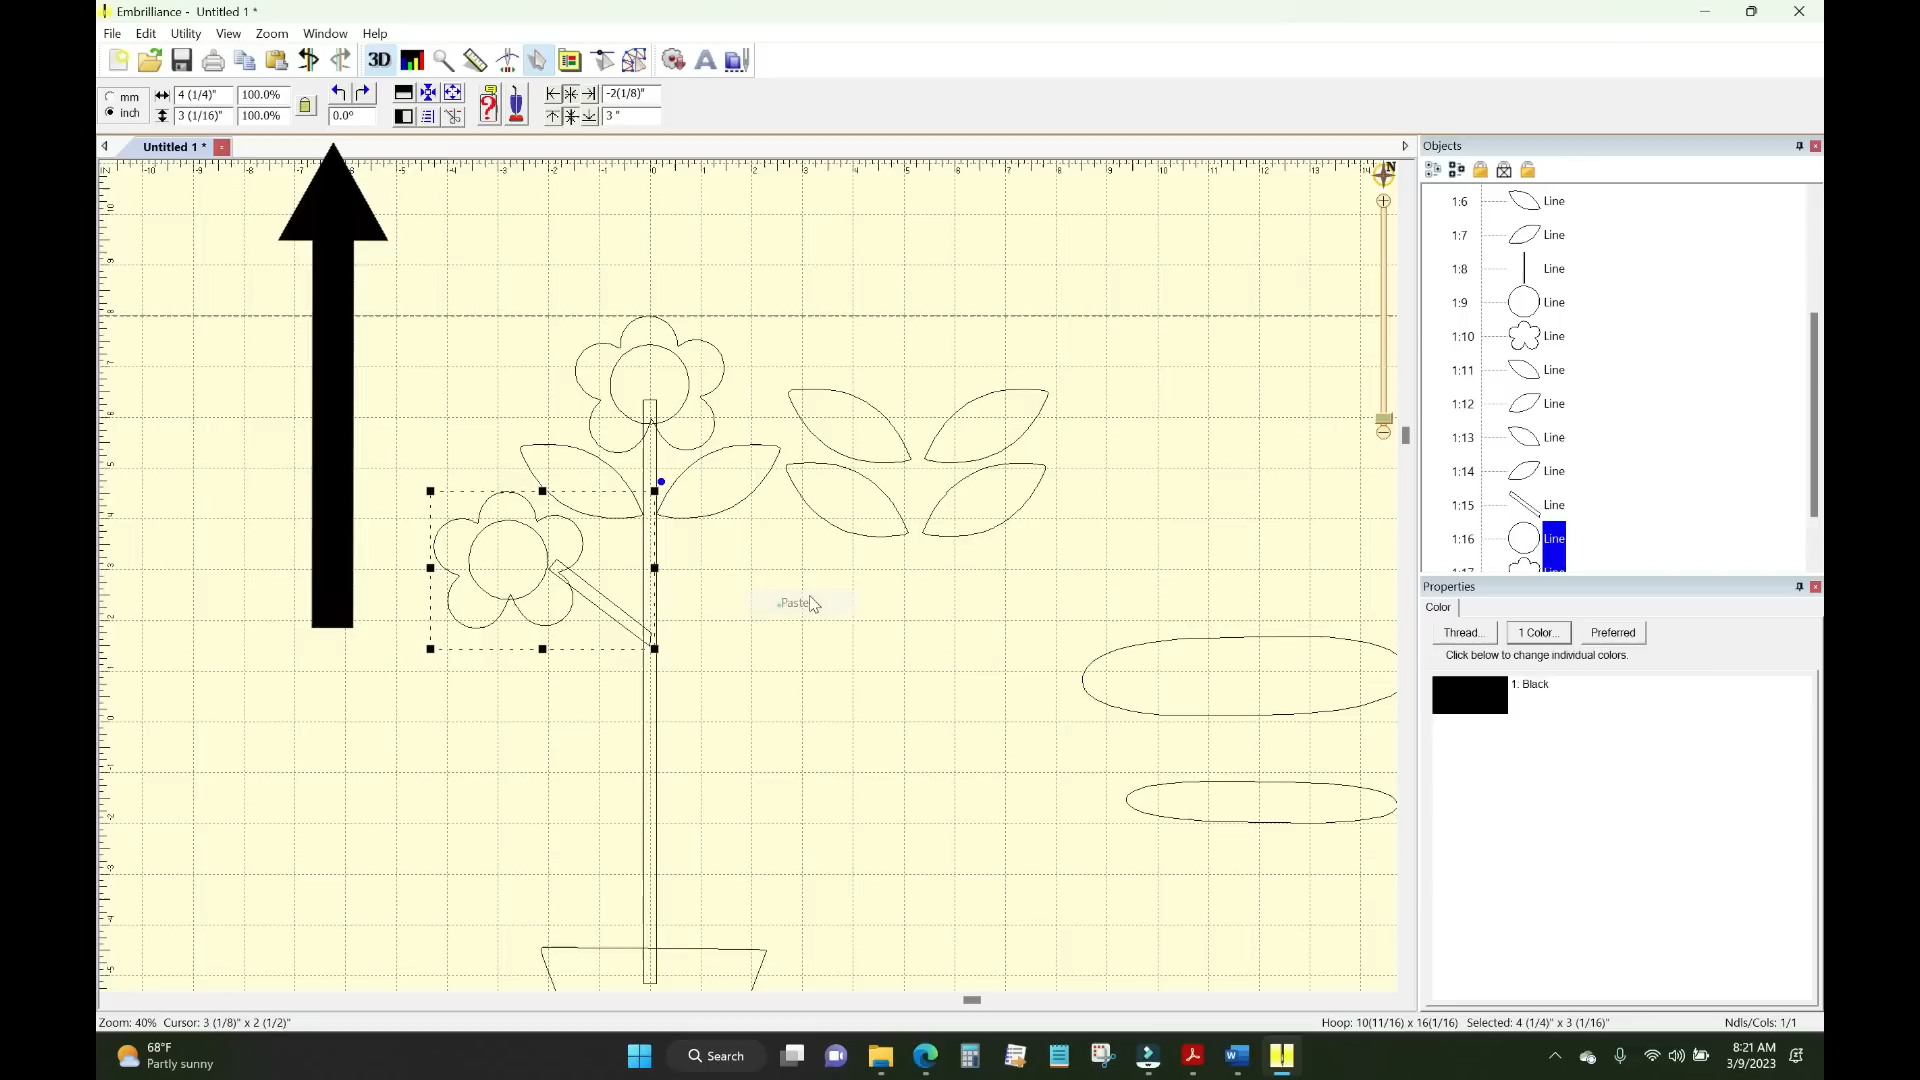 Embrilliance - Untitled 1 *
File Edit Utility View Zoom Window Help
3D
mm 4 (1/4)" 100.0% -2(1/8)"
inch 3 (1/16)" 100.0% 0.0° 3 "
Untitled 1 *
Objects
N
1:6 Line
1:7 Line
1:8 Line
1:9 Line
1:10 Line
1:11 Line
1:12 Line
1:13 Line
1:14 Line
1:15 Line
1:16 Line
Paste
Properties
Color
Thread... 1 Color... Preferred
Click below to change individual colors.
1. Black
Zoom: 40% Cursor: 3 (1/8)" x 2 (1/2)" Hoop: 10(11/16) x 16(1/16) Selected: 4 (1/4)" x 3 (1/16)" Ndls/Cols: 1/1
68°F
Partly sunny
Search
8:21 AM
3/9/2023